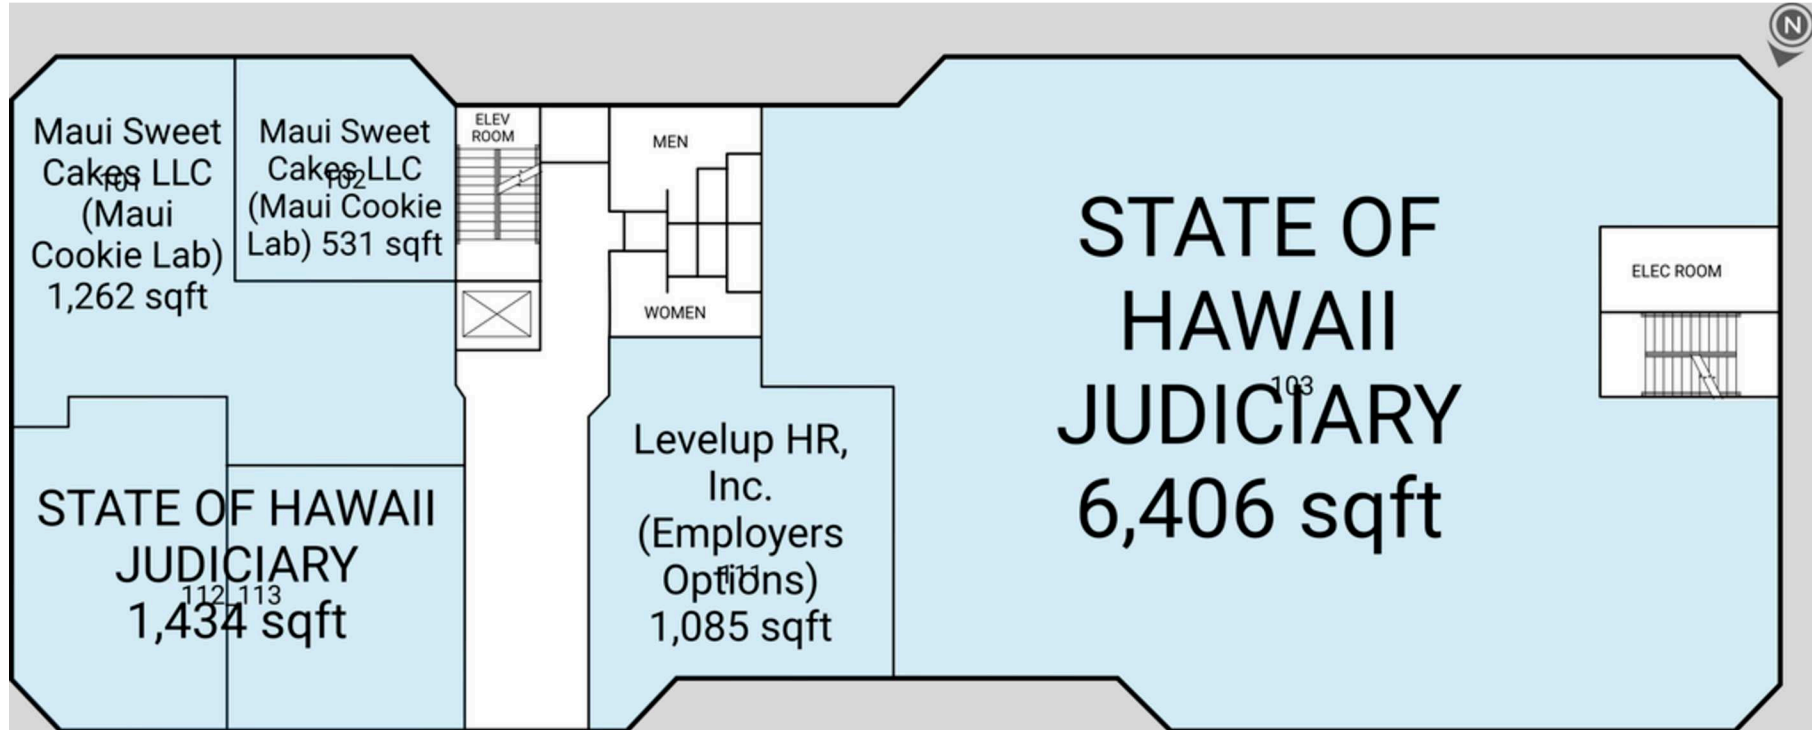 N
Maui Sweet
Cakes LLC
(Maui
Cookie Lab)
1,262 sqft
101
Maui Sweet
Cakes LLC
(Maui Cookie
Lab) 531 sqft
102
ELEV
ROOM
MEN
WOMEN
STATE OF
HAWAII
JUDICIARY
6,406 sqft
103
ELEC ROOM
STATE OF HAWAII
JUDICIARY
1,434 sqft
112_113
Levelup HR,
Inc.
(Employers
Options)
1,085 sqft
111